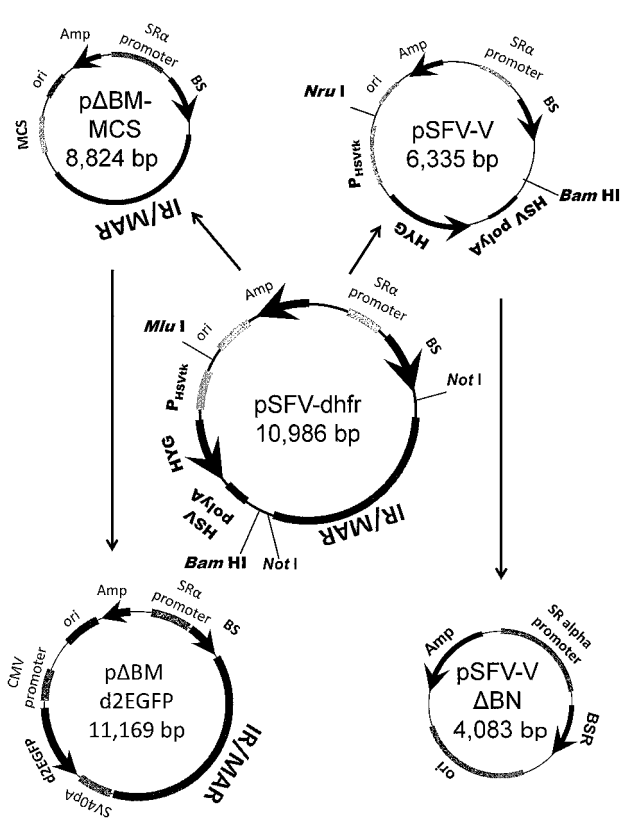 Amp
SRα
promoter
ori
BS
MCS
pΔBM-
MCS
8,824 bp
IR/MAR
Amp
SRα
promoter
ori
BS
Nru I
pSFV-V
6,335 bp
PHSVtk
Bam HI
HYG
HSV polyA
Amp
SRα
promoter
Mlu I
ori
BS
Not I
PHSVtk
pSFV-dhfr
10,986 bp
HYG
HSV
polyA
IR/MAR
Bam HI
Not I
Amp
SRα
promoter
ori
BS
CMV
promoter
pΔBM
d2EGFP
11,169 bp
d2EGFP
SV40pA
IR/MAR
Amp
SR alpha
promoter
pSFV-V
ΔBN
4,083 bp
BSR
ori